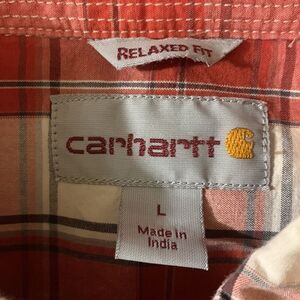 RELAXED FIT
carhartt
L
Made in
India